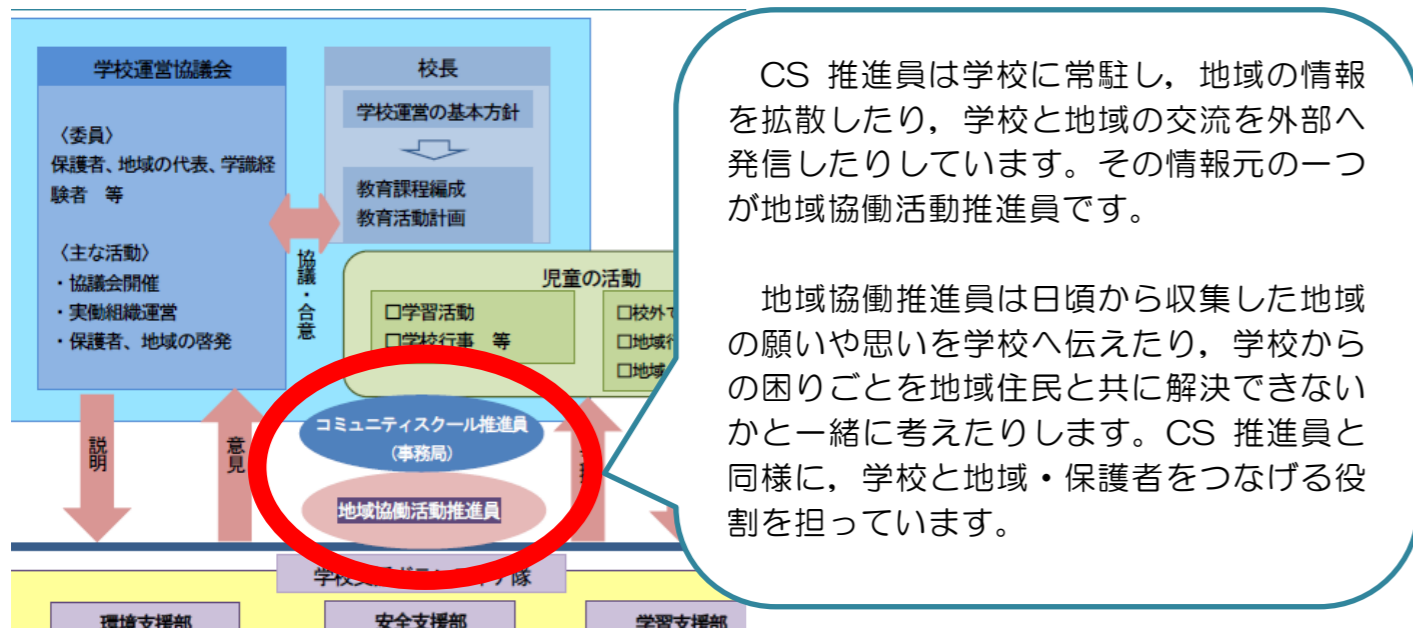 学校運営協議会
〈委員〉
保護者、地域の代表、学識経
験者　等
〈主な活動〉
・協議会開催
・実働組織運営
・保護者、地域の啓発
協議・合意
校長
学校運営の基本方針
教育課程編成
教育活動計画
児童の活動
□学習活動
□学校行事　等
□校外
□地域
□地域
説明
意見
コミュニティスクール推進員
（事務局）
地域協働活動推進員
学校支
隊
環境支援部
安全支援部
学習支援部
CS 推進員は学校に常駐し，地域の情報
を拡散したり，学校と地域の交流を外部へ
発信したりしています。その情報元の一つ
が地域協働活動推進員です。
地域協働推進員は日頃から収集した地域
の願いや思いを学校へ伝えたり，学校から
の困りごとを地域住民と共に解決できない
かと一緒に考えたりします。CS 推進員と
同様に，学校と地域・保護者をつなげる役
割を担っています。